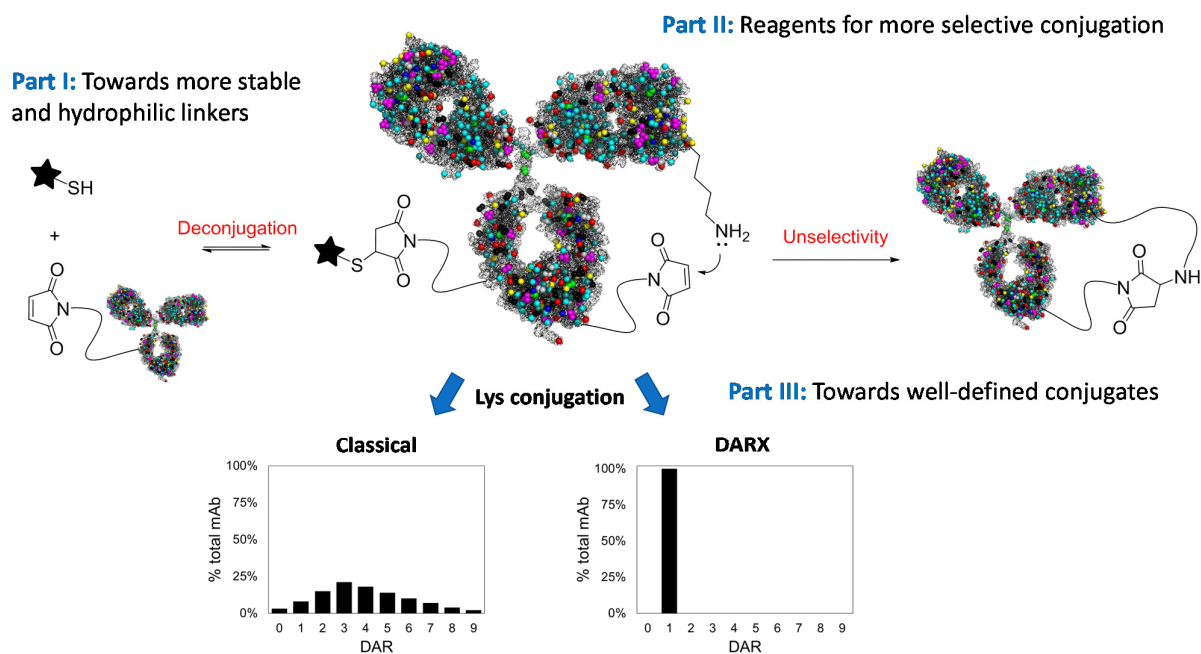 Part II: Reagents for more selective conjugation
Part I: Towards more stable
and hydrophilic linkers
SH
+
O
N
O
Deconjugation
O
N
S
O
NH2
O
N
O
Unselectivity
O
N
NH
O
Lys conjugation
Part III: Towards well-defined conjugates
Classical
100%
75%
50%
25%
0%
% total mAb
0 1 2 3 4 5 6 7 8 9
DAR
DARX
100%
75%
50%
25%
0%
% total mAb
0 1 2 3 4 5 6 7 8 9
DAR